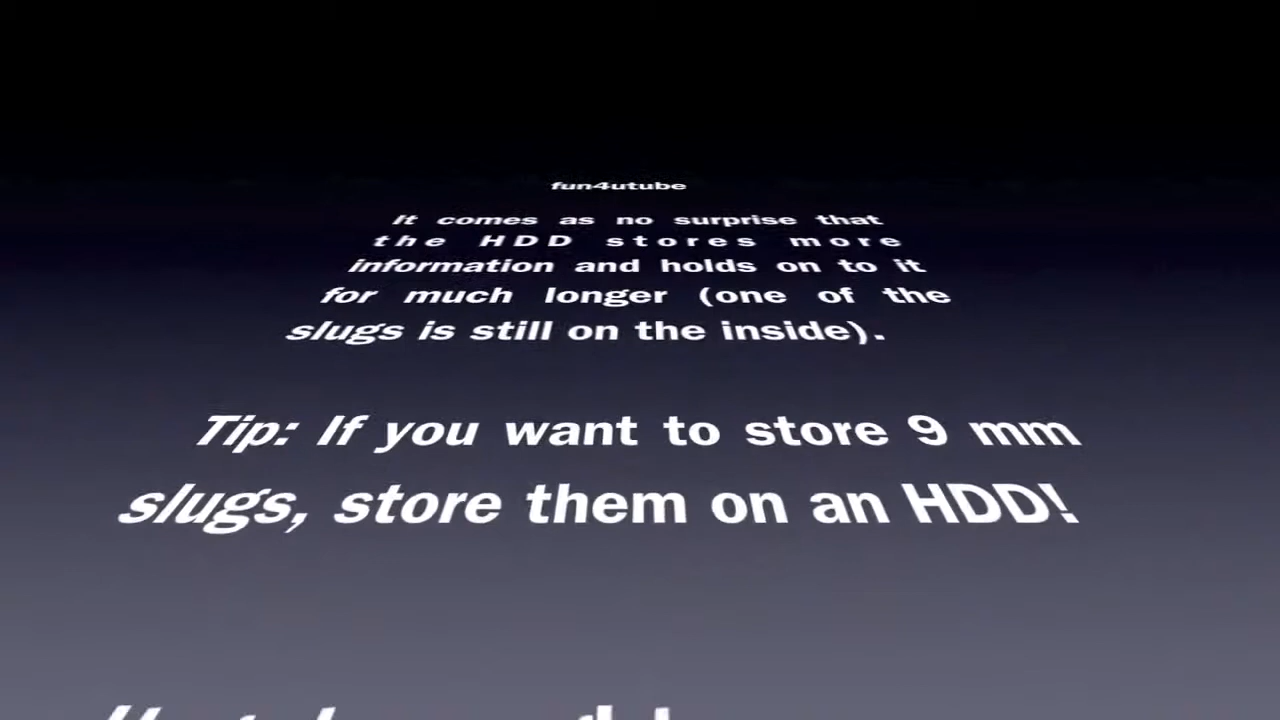 fun4utube
It comes as no surprise that
the HDD stores more
information and holds on to it
for much longer (one of the
slugs is still on the inside).
Tip: If you want to store 9 mm
slugs, store them on an HDD!